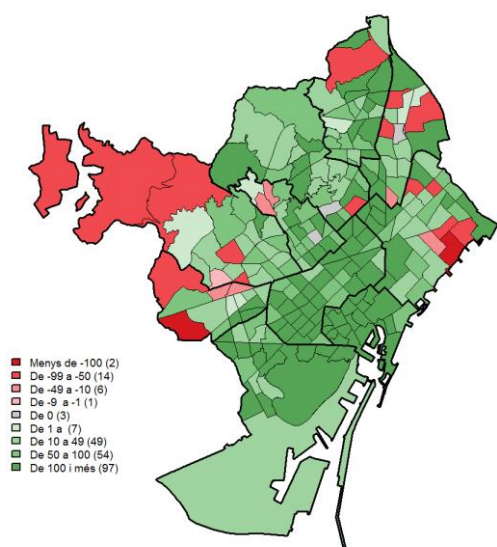 Menys de -100 (2)
De -99 a -50 (14)
De -49 a -10 (6)
De -9 a -1 (1)
De 0 (3)
De 1 a (7)
De 10 a 49 (49)
De 50 a 100 (54)
De 100 i més (97)